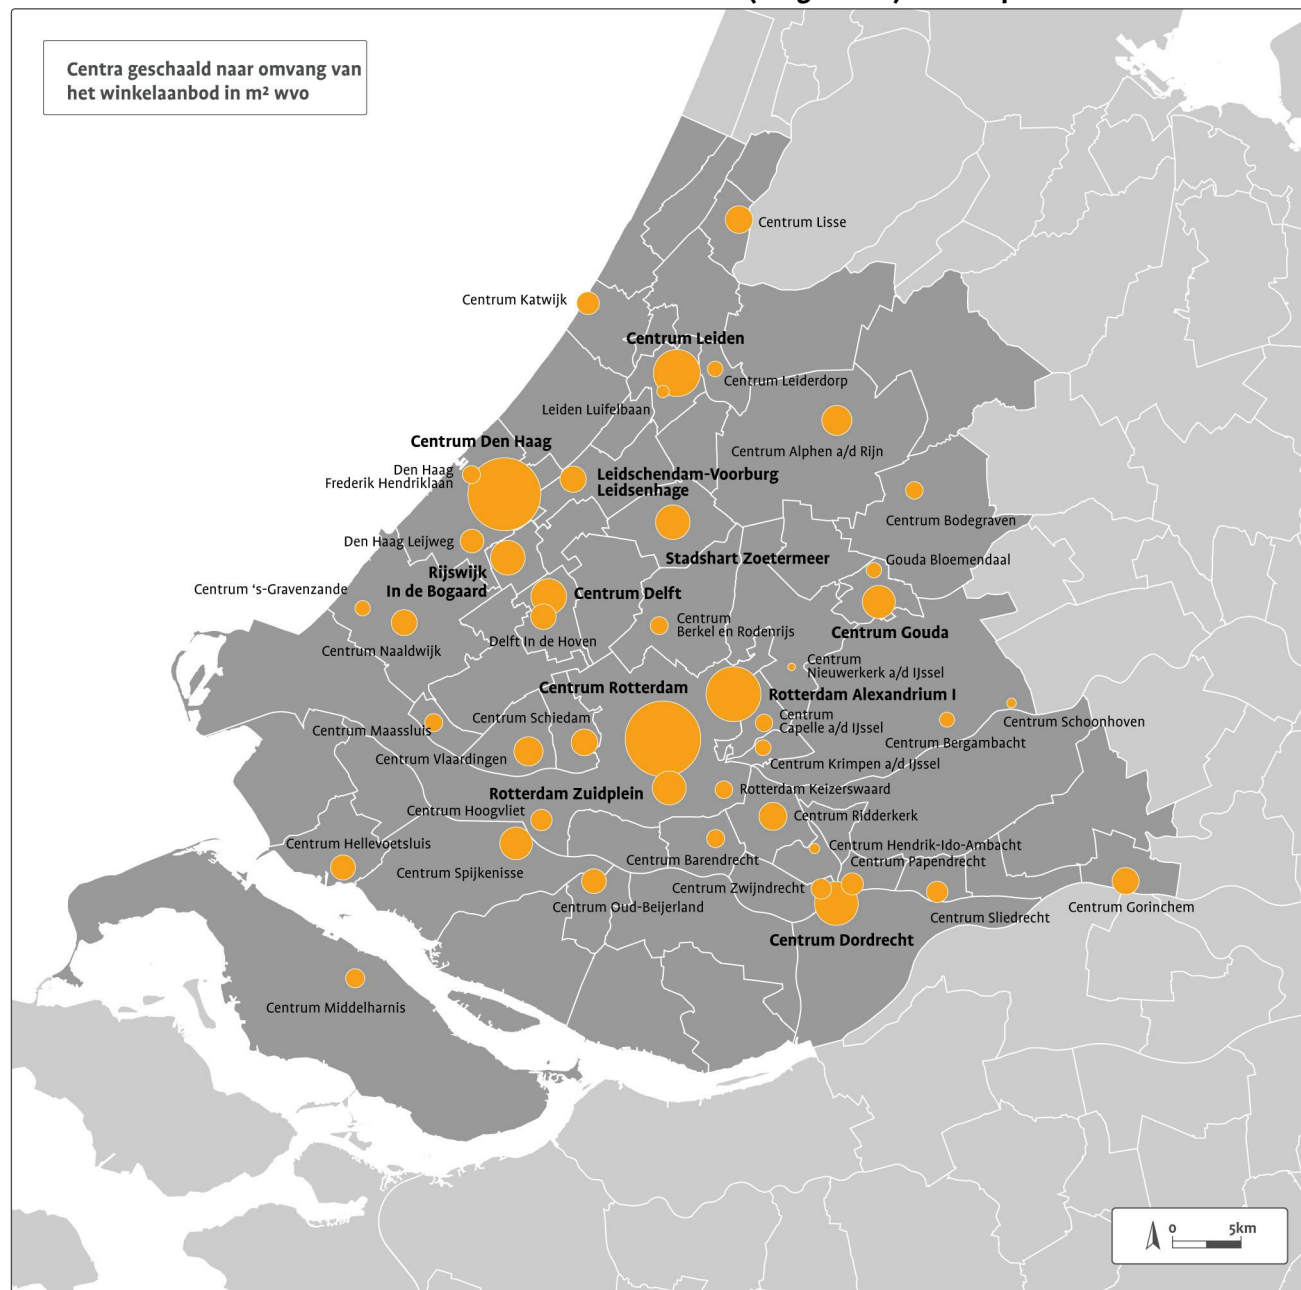 Centra geschaald naar omvang van
het winkelaanbod in m² wvo
Centrum Lisse
Centrum Katwijk
Centrum Leiden
Centrum Leiderdorp
Leiden Luifelbaan
Centrum Alphen a/d Rijn
Centrum Den Haag
Den Haag
Frederik Hendriklaan
Leidschendam-Voorburg
Leidsenhage
Centrum Bodegraven
Den Haag Leijweg
Stadshart Zoetermeer
Gouda Bloemendaal
Rijswijk
In de Bogaard
Centrum 's-Gravenzande
Centrum Delft
Centrum
Berkel en Rodenrijs
Centrum Gouda
Delft In de Hoven
Centrum Naaldwijk
Centrum
Nieuwerkerk a/d IJssel
Centrum Rotterdam
Rotterdam Alexandrium I
Centrum Schiedam
Centrum
Capelle a/d IJssel
Centrum Schoonhoven
Centrum Maassluis
Centrum Bergambacht
Centrum Vlaardingen
Centrum Krimpen a/d IJssel
Rotterdam Zuidplein
Rotterdam Keizerswaard
Centrum Hoogvliet
Centrum Ridderkerk
Centrum Hellevoetsluis
Centrum Hendrik-Ido-Ambacht
Centrum Barendrecht
Centrum Papendrecht
Centrum Spijkenisse
Centrum Zwijndrecht
Centrum Oud-Beijerland
Centrum Sliedrecht
Centrum Gorinchem
Centrum Dordrecht
Centrum Middelharnis
0 5km